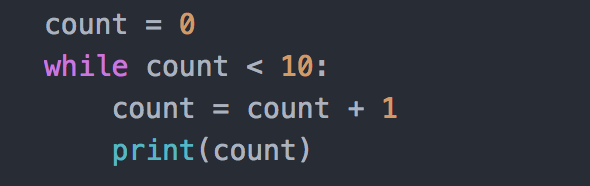 count = 0
while count < 10:
    count = count + 1
    print(count)